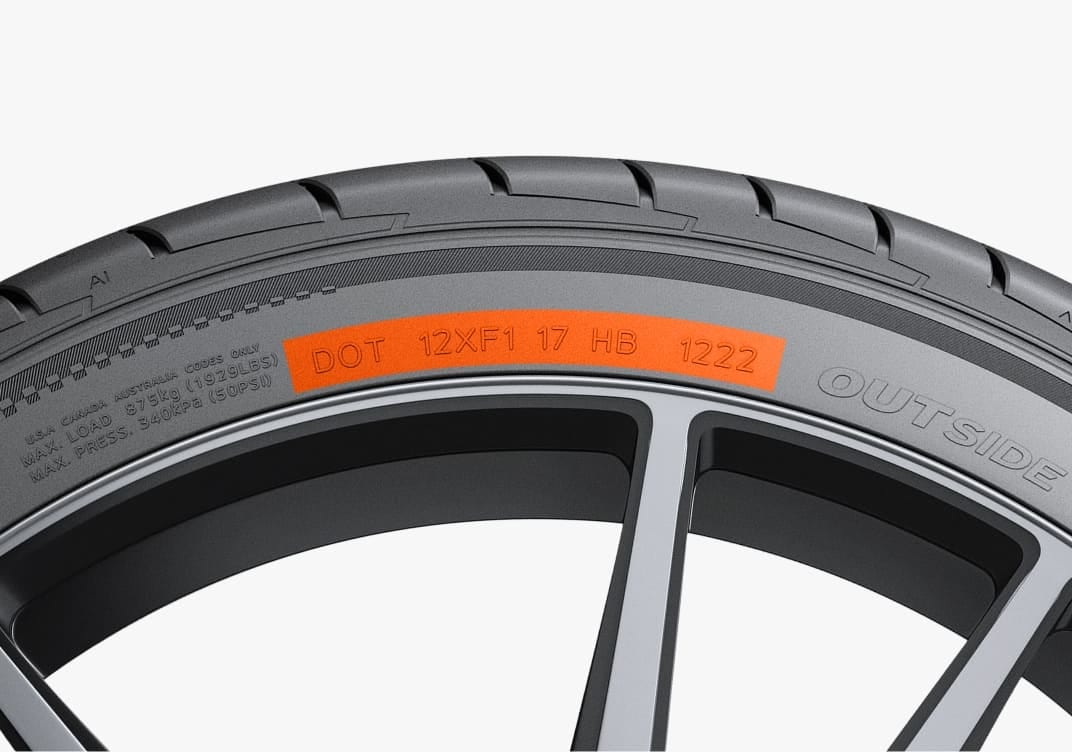 AI
U.S.A CANADA AUSTRALIA CODES ONLY
MAX. LOAD 875kg (1929LBS)
MAX. PRESS. 340kPa (50PSI)
DOT 12XF1 17 HB 1222
OUTSIDE